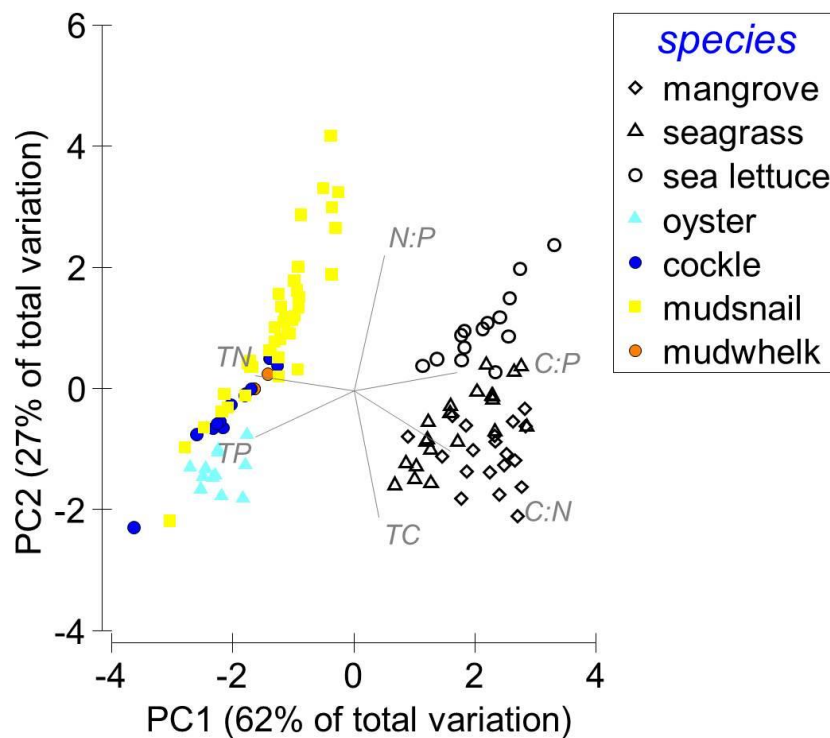 6
4
2
0
-2
-4
PC2 (27% of total variation)
-4
-2
0
2
4
PC1 (62% of total variation)
N:P
TN
C:P
TP
TC
C:N
species
mangrove
seagrass
sea lettuce
oyster
cockle
mudsnail
mudwhelk